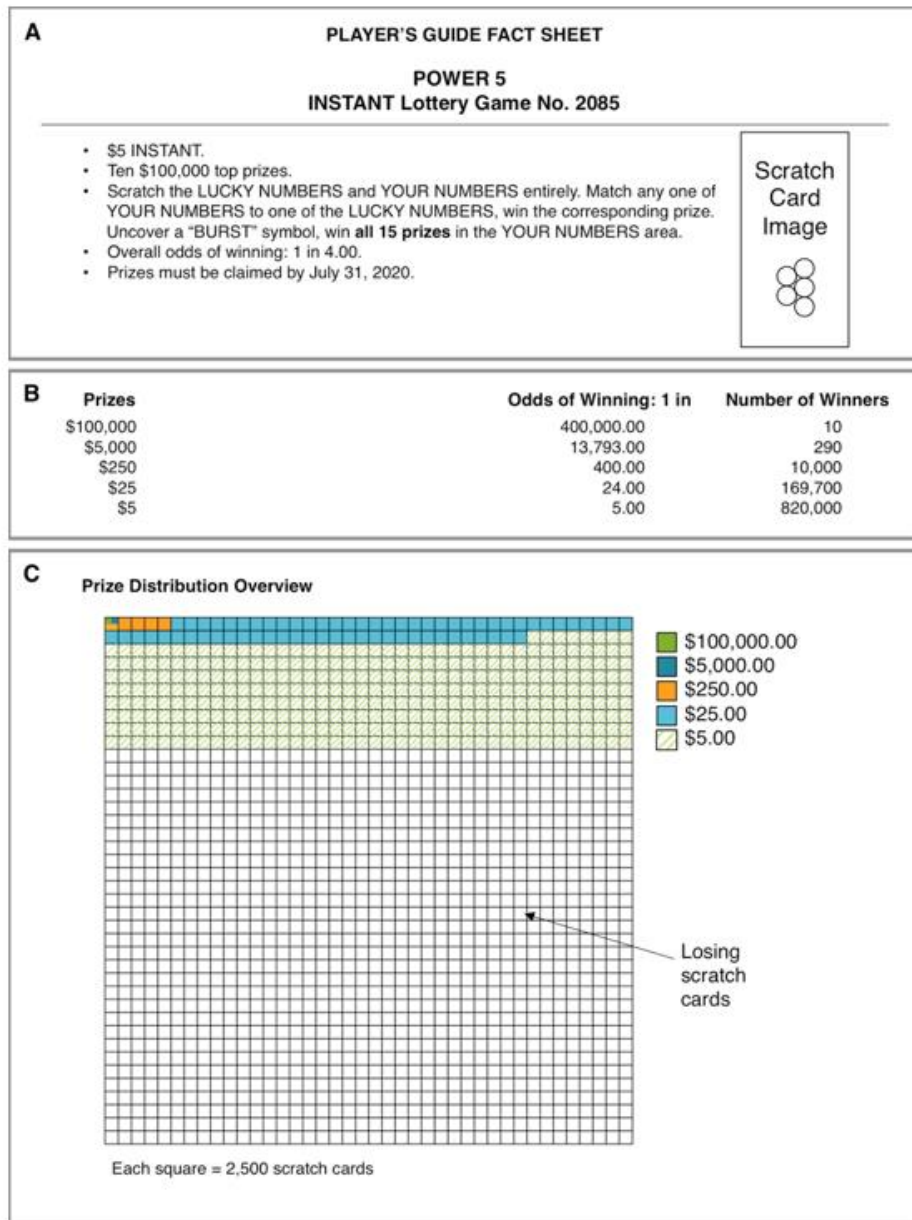 A
PLAYER'S GUIDE FACT SHEET
POWER 5
INSTANT Lottery Game No. 2085
• $5 INSTANT.
• Ten $100,000 top prizes.
• Scratch the LUCKY NUMBERS and YOUR NUMBERS entirely. Match any one of
YOUR NUMBERS to one of the LUCKY NUMBERS, win the corresponding prize.
Uncover a “BURST” symbol, win all 15 prizes in the YOUR NUMBERS area.
• Overall odds of winning: 1 in 4.00.
• Prizes must be claimed by July 31, 2020.
Scratch
Card
Image
B
Prizes Odds of Winning: 1 in Number of Winners
$100,000 400,000.00 10
$5,000 13,793.00 290
$250 400.00 10,000
$25 24.00 169,700
$5 5.00 820,000
C
Prize Distribution Overview
$100,000.00
$5,000.00
$250.00
$25.00
$5.00
Losing
scratch
cards
Each square = 2,500 scratch cards